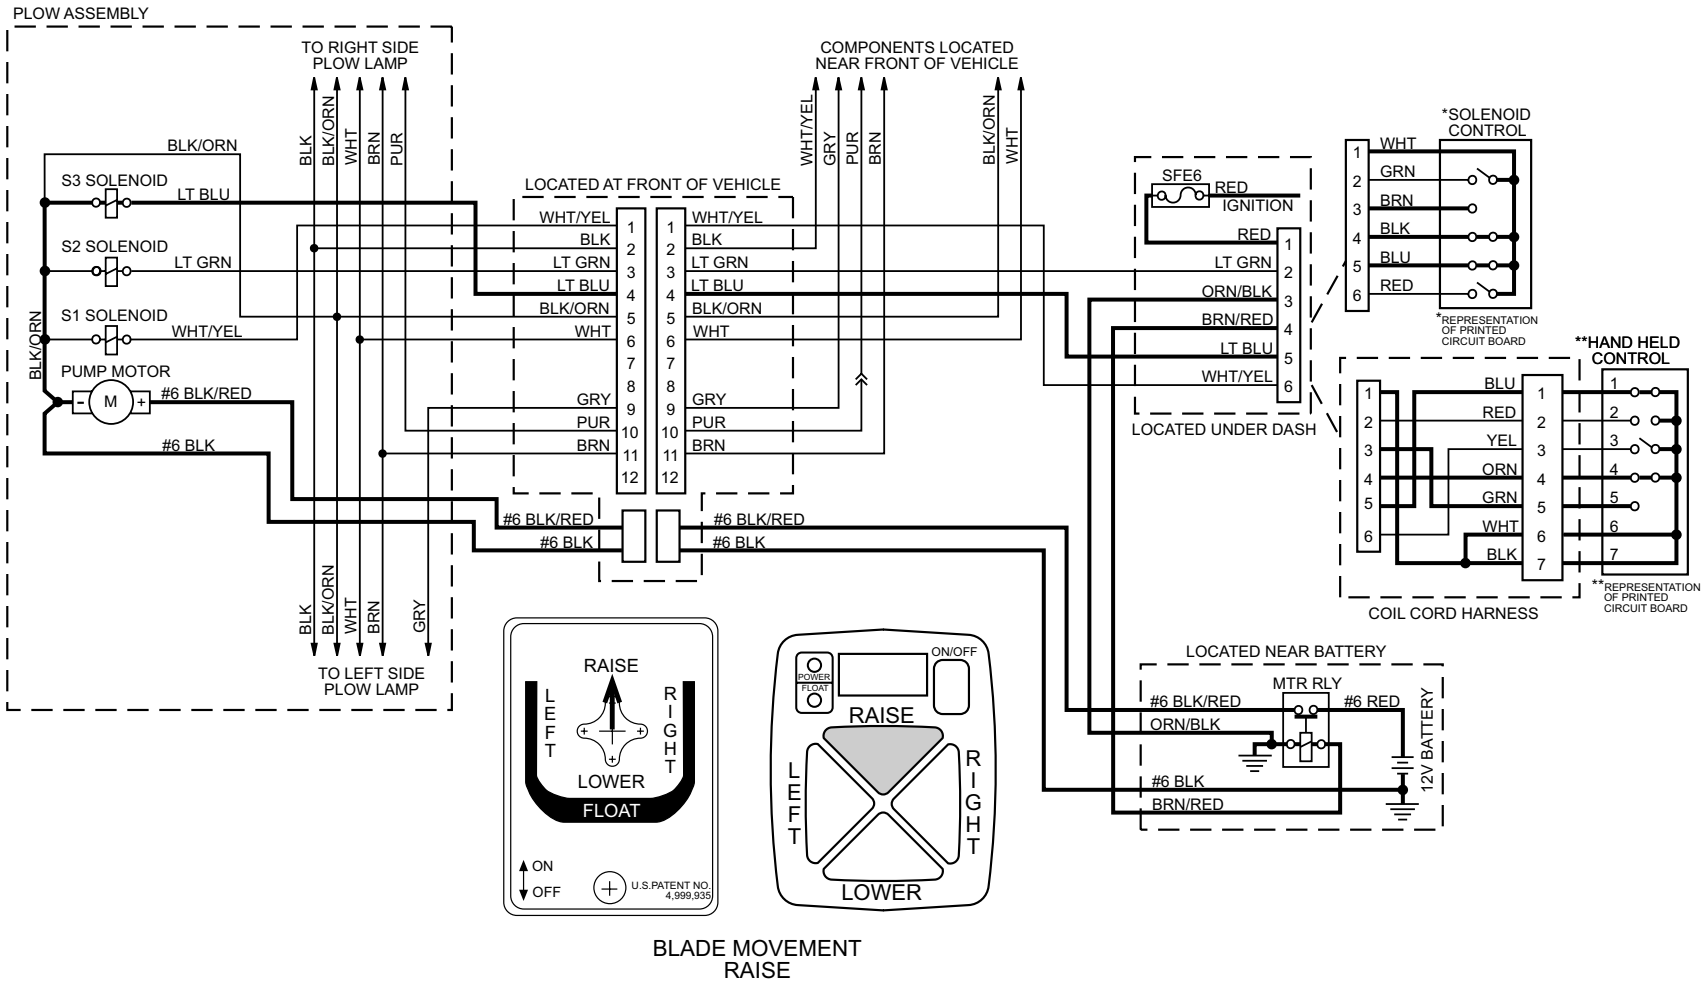 PLOW ASSEMBLY
TO RIGHT SIDE
PLOW LAMP
BLK
BLK/ORN
WHT
BRN
PUR
BLK/ORN
S3 SOLENOID
LT BLU
S2 SOLENOID
LT GRN
S1 SOLENOID
WHT/YEL
BLK/ORN
PUMP MOTOR
- M +
#6 BLK/RED
#6 BLK
BLK
BLK/ORN
WHT
BRN
GRY
TO LEFT SIDE
PLOW LAMP
COMPONENTS LOCATED
NEAR FRONT OF VEHICLE
WHT/YEL
GRY
PUR
BRN
BLK/ORN
WHT
LOCATED AT FRONT OF VEHICLE
WHT/YEL 1 1 WHT/YEL
BLK 2 2 BLK
LT GRN 3 3 LT GRN
LT BLU 4 4 LT BLU
BLK/ORN 5 5 BLK/ORN
WHT 6 6 WHT
7 7
8 8
GRY 9 9 GRY
PUR 10 10 PUR
BRN 11 11 BRN
12 12
#6 BLK/RED #6 BLK/RED
#6 BLK #6 BLK
SFE6
RED
IGNITION
RED 1
LT GRN 2
ORN/BLK 3
BRN/RED 4
LT BLU 5
WHT/YEL 6
LOCATED UNDER DASH
*SOLENOID
CONTROL
1 WHT
2 GRN
3 BRN
4 BLK
5 BLU
6 RED
*REPRESENTATION
OF PRINTED
CIRCUIT BOARD
**HAND HELD
CONTROL
1 BLU 1 1
2 RED 2 2
3 YEL 3 3
4 ORN 4 4
5 GRN 5 5
6 WHT 6 6
BLK 7 7
**REPRESENTATION
OF PRINTED
CIRCUIT BOARD
COIL CORD HARNESS
LOCATED NEAR BATTERY
MTR RLY
#6 BLK/RED
#6 RED
ORN/BLK
12V BATTERY
#6 BLK
BRN/RED
RAISE
LEFT
RIGHT
LOWER
FLOAT
ON
OFF
U.S.PATENT NO.
4,999,935
POWER
FLOAT
ON/OFF
RAISE
LEFT
RIGHT
LOWER
BLADE MOVEMENT
RAISE